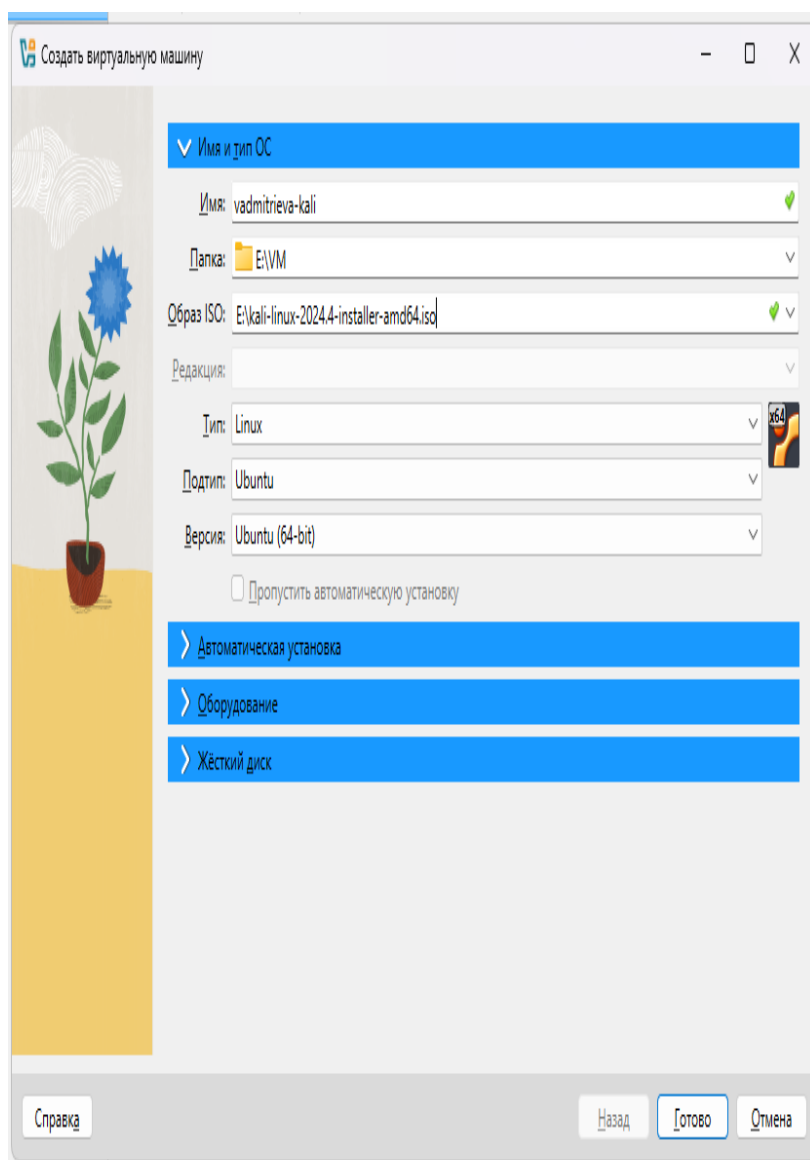 Создать виртуальную машину
Имя и тип ОС
Имя: vadmitrieva-kali
Папка: E:\VM
Образ ISO: E:\kali-linux-2024.4-installer-amd64.iso
Редакция:
Тип: Linux
x64
Подтип: Ubuntu
Версия: Ubuntu (64-bit)
Пропустить автоматическую установку
Автоматическая установка
Оборудование
Жёсткий диск
Справка Назад Готово Отмена